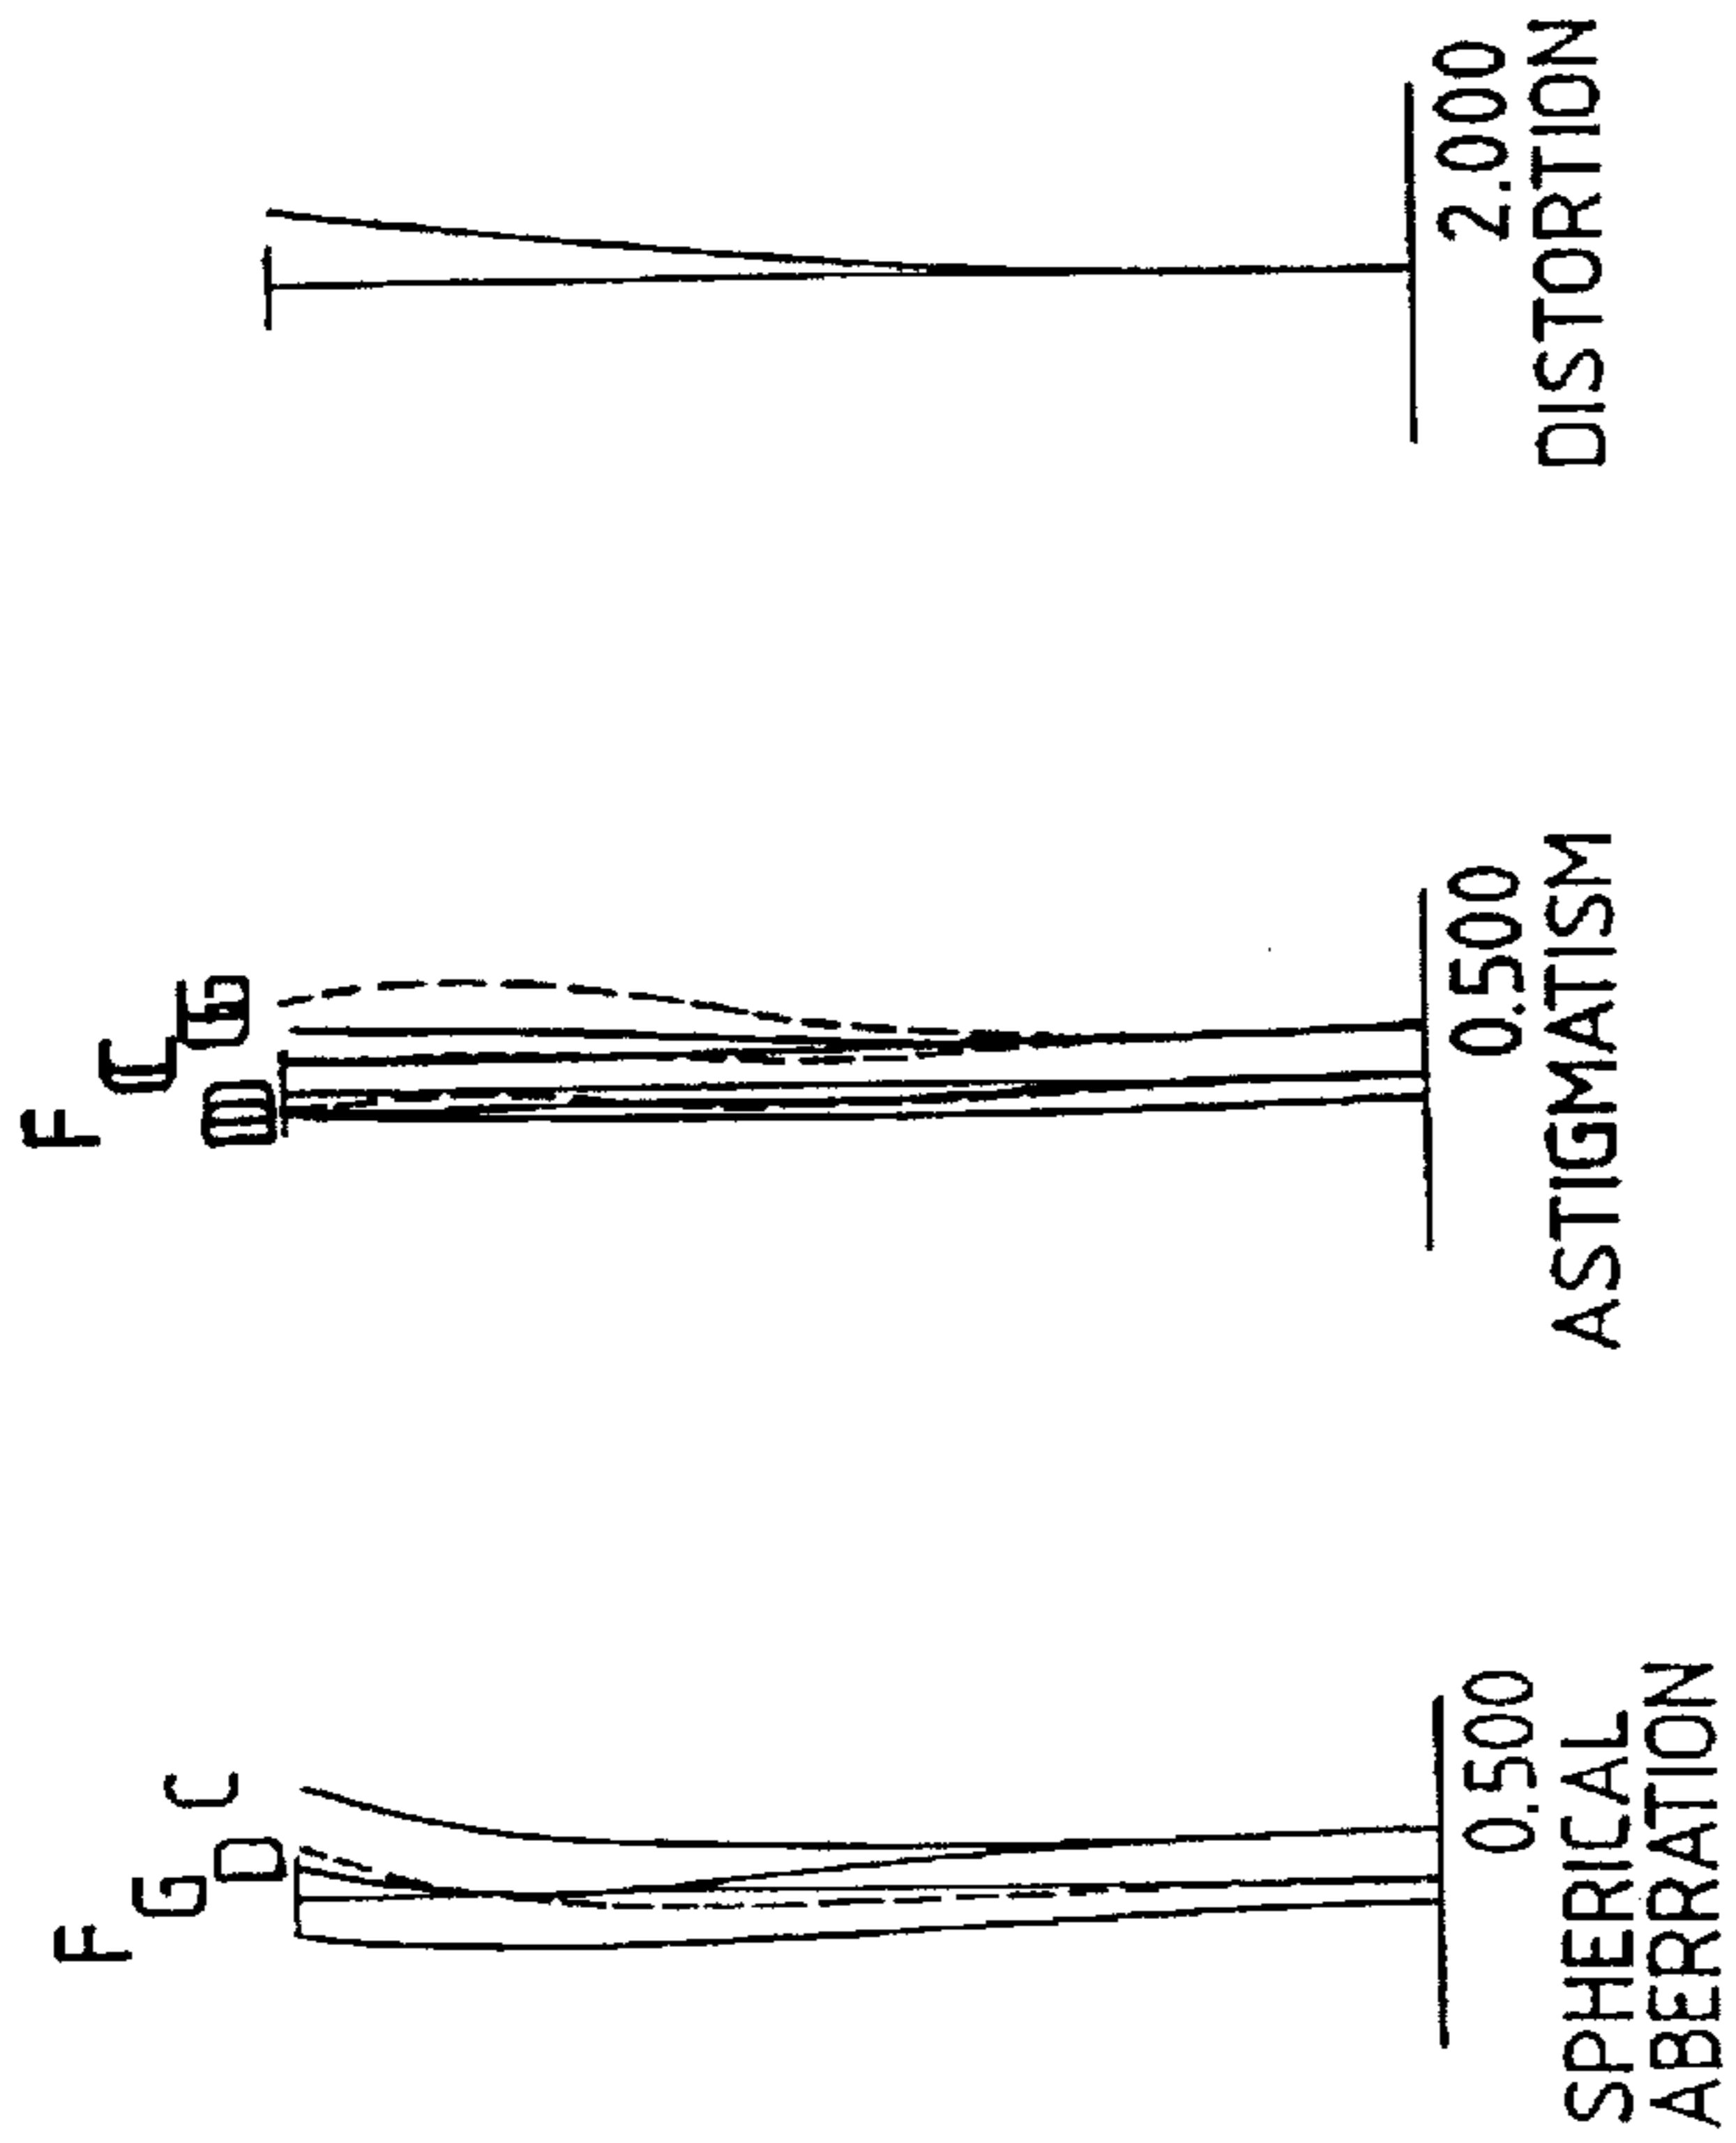 F
G
C
D
0.500
SPHERICAL
ABERRATION
F
0.500
ASTIGMATISM
2.000
DISTORTION